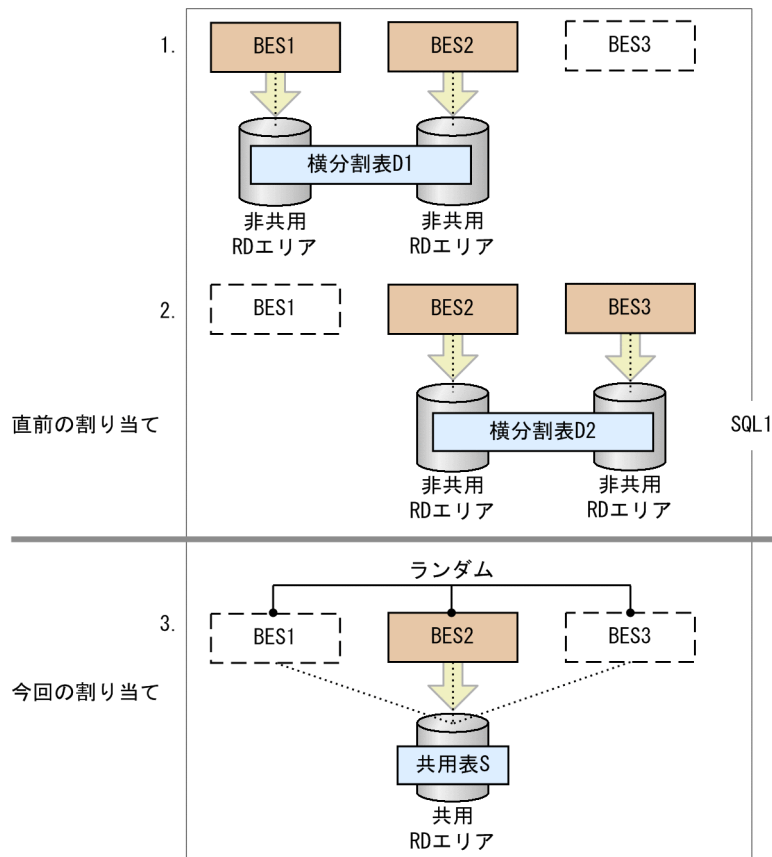 1.
BES1
BES2
BES3
横分割表D1
非共用
RDエリア
非共用
RDエリア
2.
BES1
BES2
BES3
直前の割り当て
横分割表D2
SQL1
非共用
RDエリア
非共用
RDエリア
ランダム
3.
BES1
BES2
BES3
今回の割り当て
共用表S
共用
RDエリア